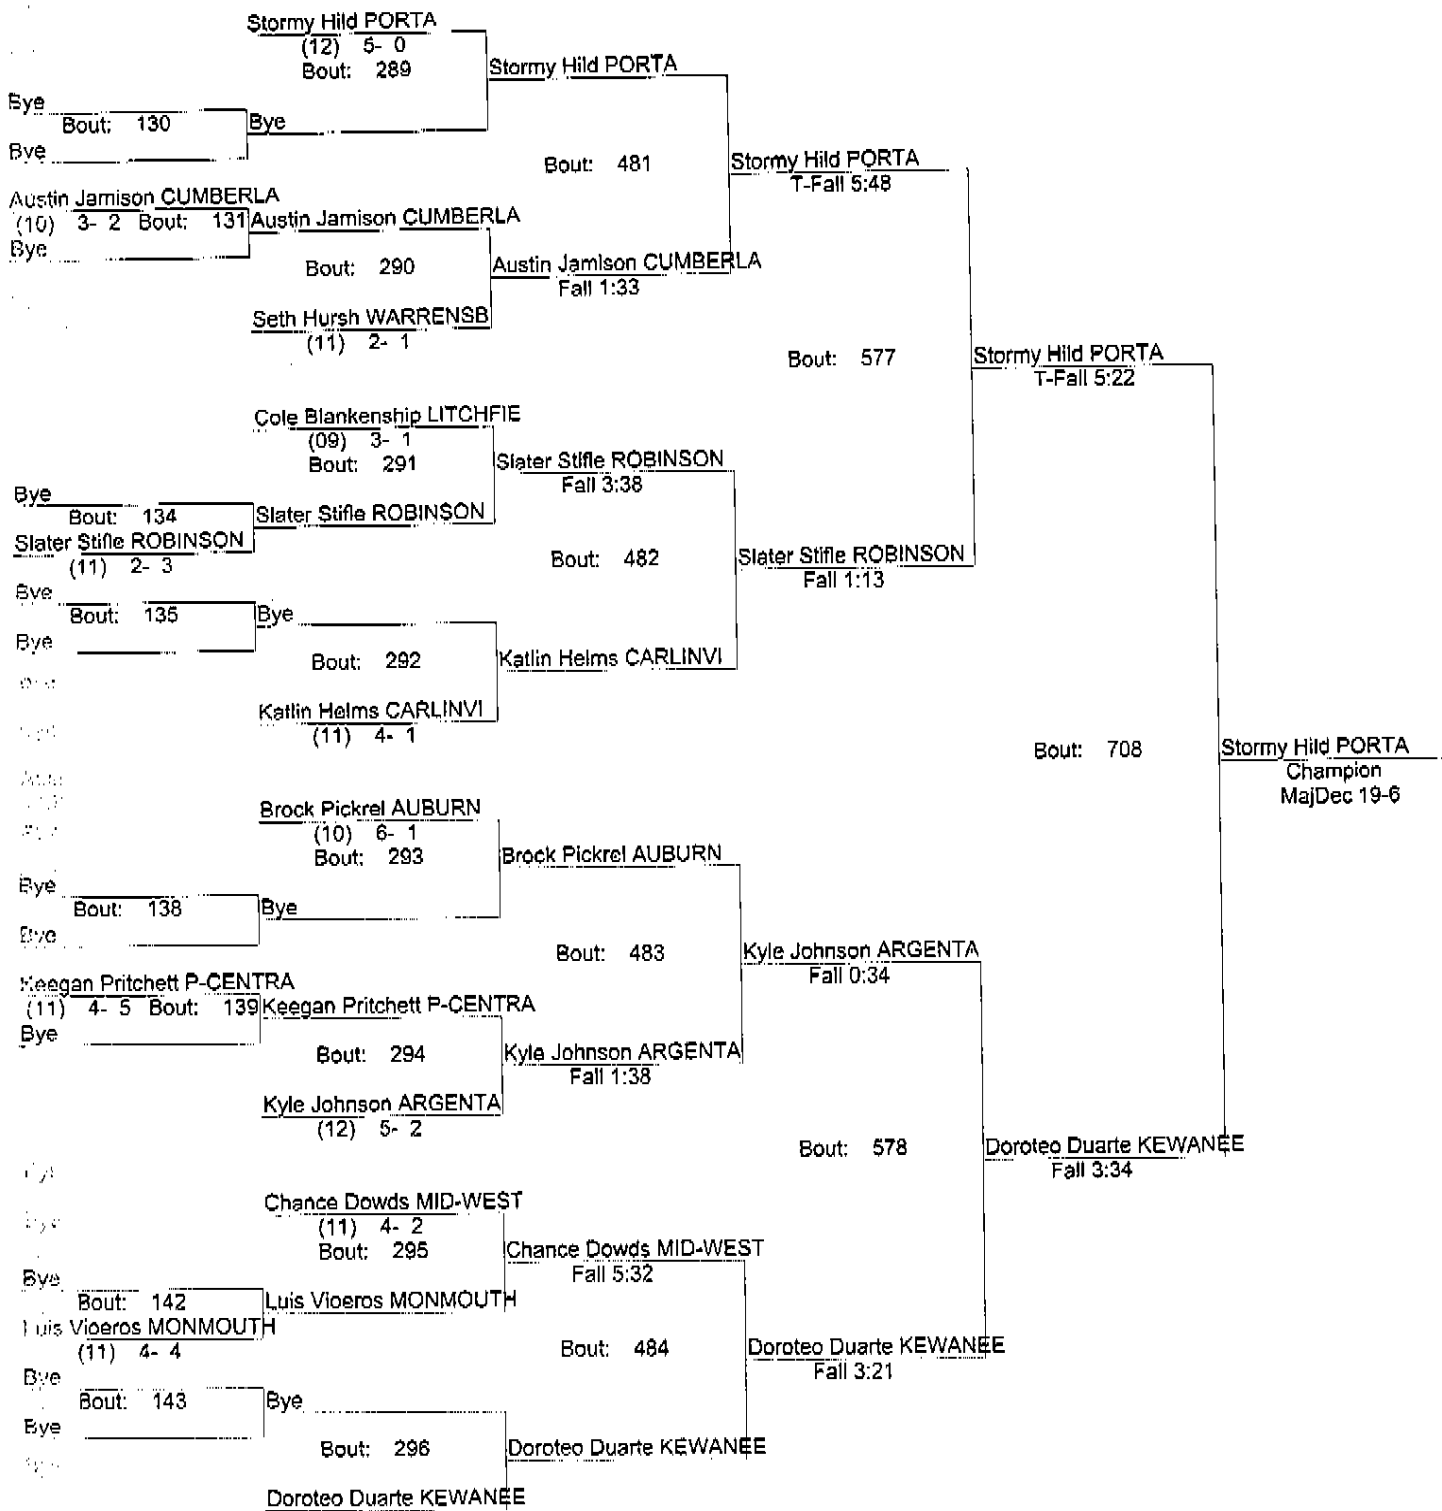 Stormy Hild PORTA
(12) 5- 0
Bout: 289
Stormy Hild PORTA
Bye
Bout: 130
Bye
Bye
Bout: 481
Stormy Hild PORTA
T-Fall 5:48
Austin Jamison CUMBERLA
(10) 3- 2 Bout: 131
Austin Jamison CUMBERLA
Bye
Bout: 290
Austin Jamison CUMBERLA
Fall 1:33
Seth Hursh WARRENSB
(11) 2- 1
Bout: 577
Stormy Hild PORTA
T-Fall 5:22
Cole Blankenship LITCHFIE
(09) 3- 1
Bout: 291
Slater Stifle ROBINSON
Fall 3:38
Bye
Bout: 134
Slater Stifle ROBINSON
Slater Stifle ROBINSON
(11) 2- 3
Bout: 482
Slater Stifle ROBINSON
Fall 1:13
Bye
Bout: 135
Bye
Bye
Bout: 292
Katlin Helms CARLINVI
Katlin Helms CARLINVI
(11) 4- 1
Bout: 708
Stormy Hild PORTA
Champion
MajDec 19-6
Brock Pickrel AUBURN
(10) 6- 1
Bout: 293
Brock Pickrel AUBURN
Bye
Bout: 138
Bye
Bye
Bout: 483
Kyle Johnson ARGENTA
Fall 0:34
Keegan Pritchett P-CENTRA
(11) 4- 5 Bout: 139
Keegan Pritchett P-CENTRA
Bye
Bout: 294
Kyle Johnson ARGENTA
Fall 1:38
Kyle Johnson ARGENTA
(12) 5- 2
Bout: 578
Doroteo Duarte KEWANEE
Fall 3:34
Chance Dowds MID-WEST
(11) 4- 2
Bout: 295
Chance Dowds MID-WEST
Fall 5:32
Bye
Bout: 142
Luis Vioeros MONMOUTH
Luis Vioeros MONMOUTH
(11) 4- 4
Bout: 484
Doroteo Duarte KEWANEE
Fall 3:21
Bye
Bout: 143
Bye
Bye
Bout: 296
Doroteo Duarte KEWANEE
Doroteo Duarte KEWANEE